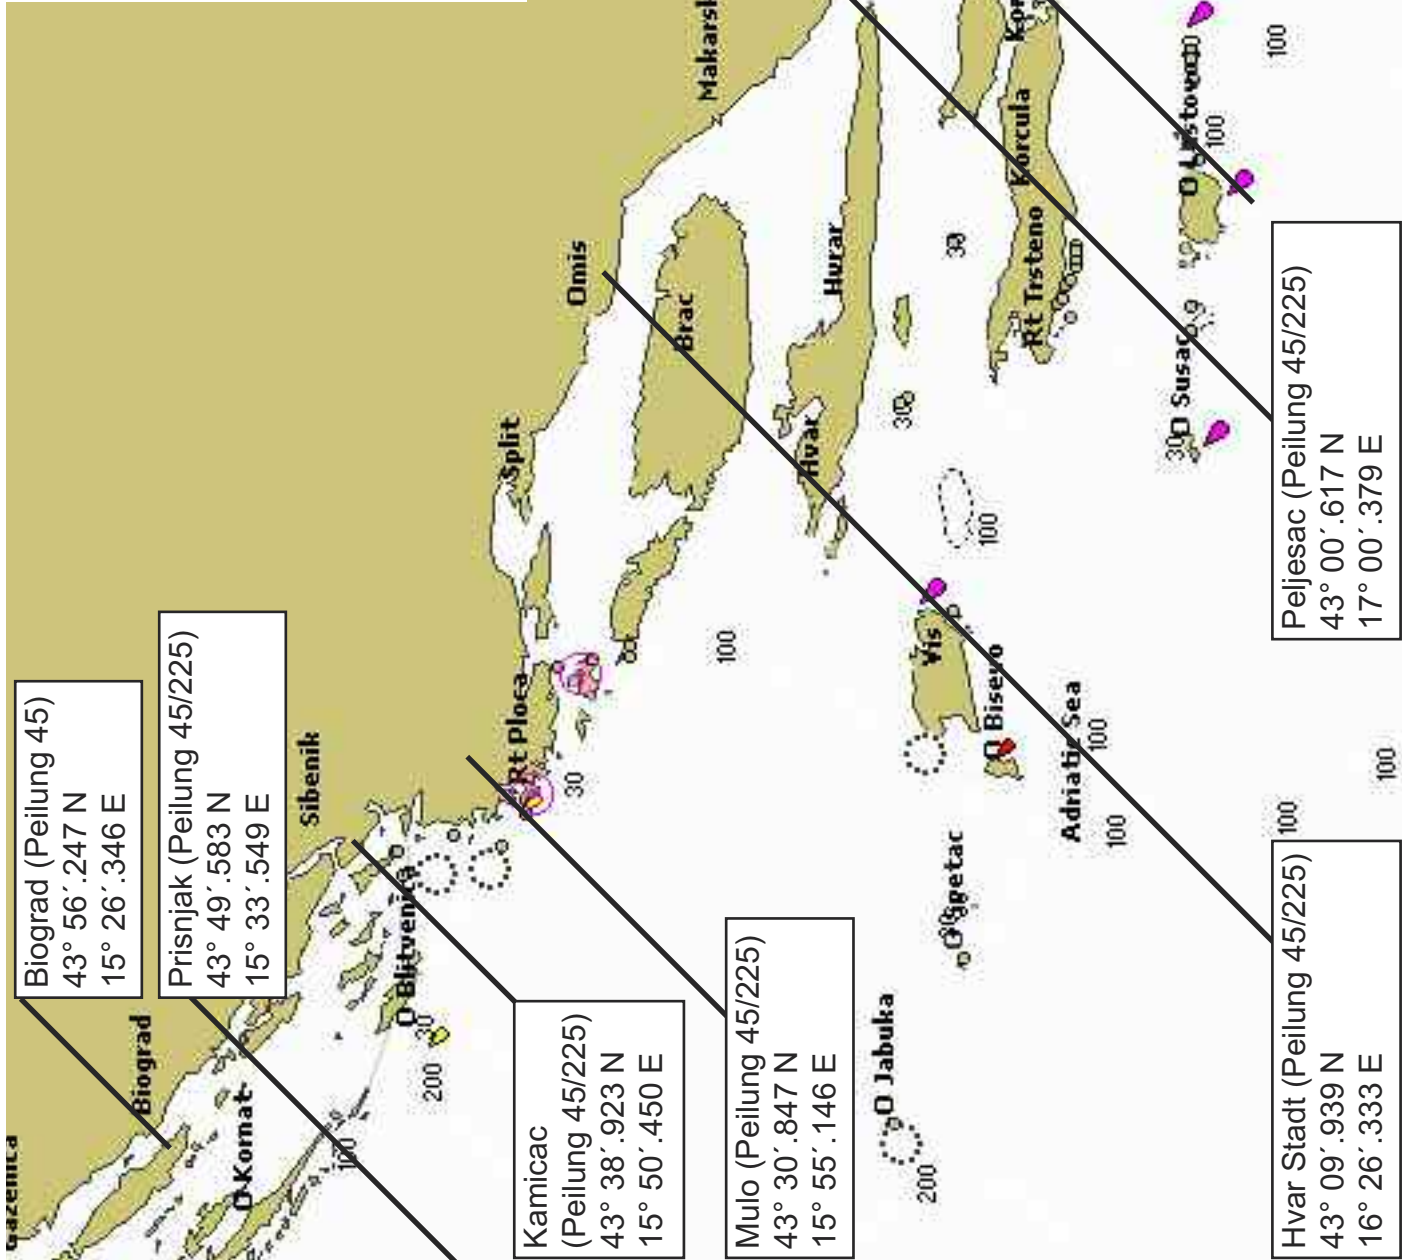 Biograd (Peilung 45)
43° 56´.247 N
15° 26´.346 E
Prisnjak (Peilung 45/225)
43° 49´.583 N
15° 33´.549 E
Kamicac
(Peilung 45/225)
43° 38´.923 N
15° 50´.450 E
Mulo (Peilung 45/225)
43° 30´.847 N
15° 55´.146 E
Hvar Stadt (Peilung 45/225)
43° 09´.939 N
16° 26´.333 E
Peljesac (Peilung 45/225)
43° 00´.617 N
17° 00´.379 E
Biograd
Sibenik
O Kornat
O Blitvenica
30
200
100
Rt Ploca
30
Split
Omis
Makarsk
Brac
100
Hvar
Hurar
30
30
100
Vis
O Bisevo
Adriatic Sea
100
100
100
100
O Jabuka
200
Korcula
Rt Trsteno
O Susac
30
100
100